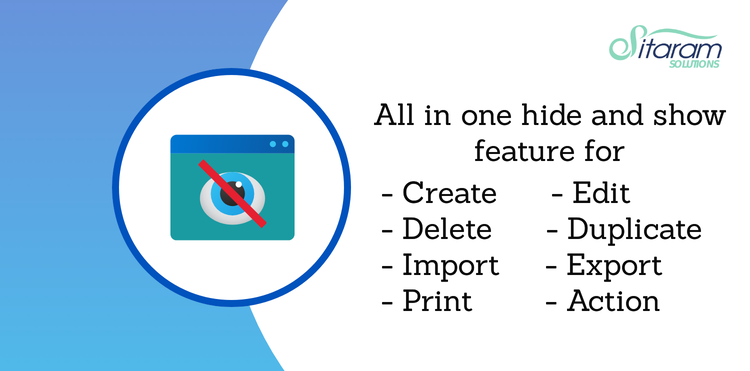 Sitaram
SOLUTIONS
All in one hide and show
feature for
- Create - Edit
- Delete - Duplicate
- Import - Export
- Print - Action